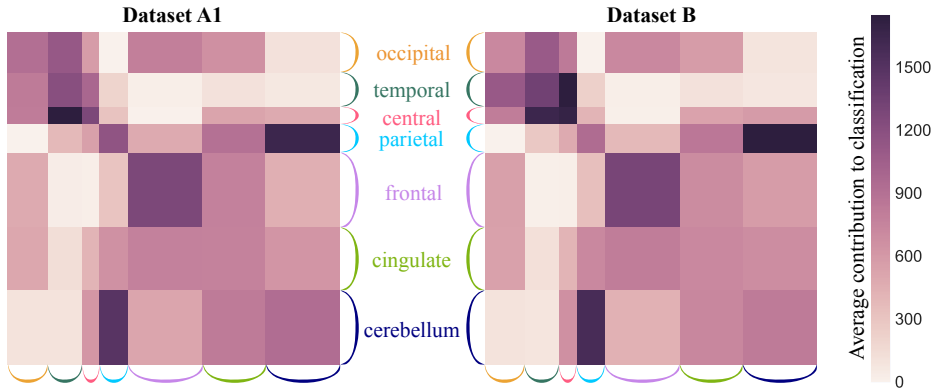 Dataset A1
Dataset B
occipital
temporal
central
parietal
frontal
cingulate
cerebellum
1500
1200
900
600
300
0
Average contribution to classification